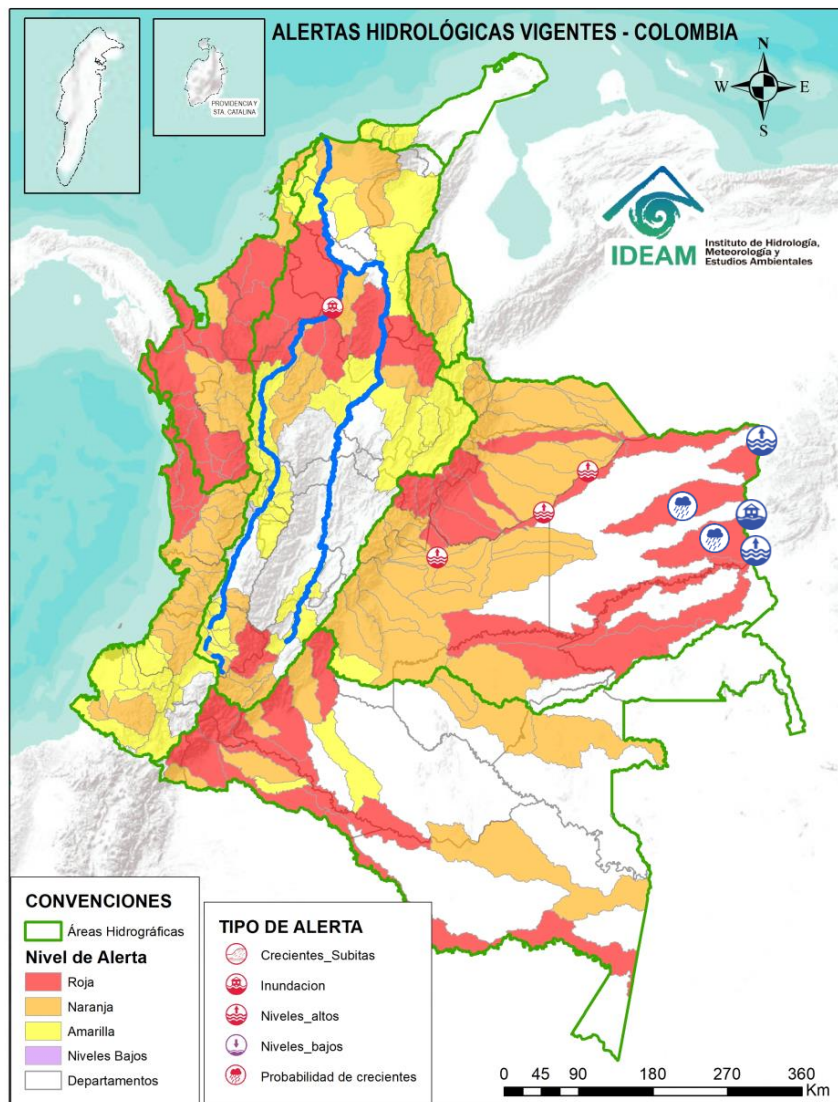 ALERTAS HIDROLÓGICAS VIGENTES - COLOMBIA
N
W
E
S
PROVIDENCIA Y
STA. CATALINA
IDEAM
Instituto de Hidrología,
Meteorología y
Estudios Ambientales
CONVENCIONES
Áreas Hidrográficas
Nivel de Alerta
Roja
Naranja
Amarilla
Niveles Bajos
Departamentos
TIPO DE ALERTA
Crecientes_Subitas
Inundacion
Niveles_altos
Niveles_bajos
Probabilidad de crecientes
0 45 90 180 270 360
Km